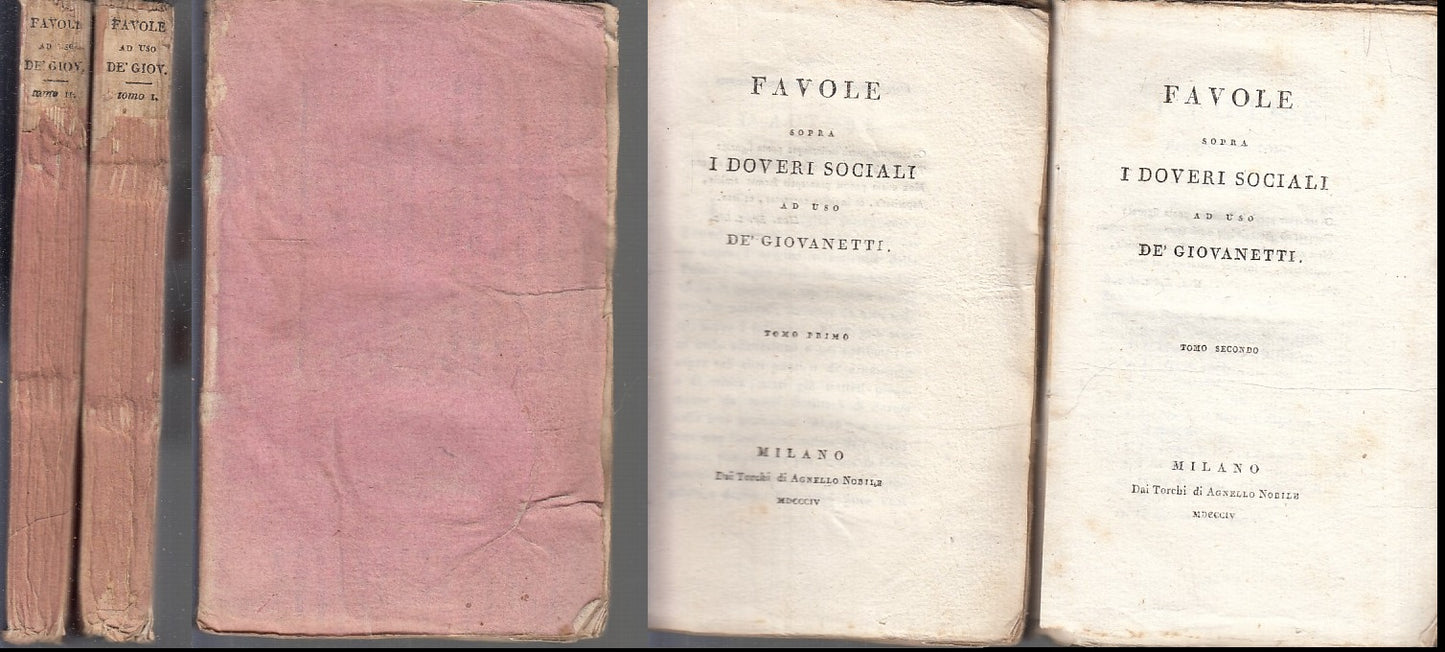 FAVOLE
AD USO
DE' GIOV.
tomo II.
FAVOLE
AD USO
DE' GIOV.
tomo I.
FAVOLE
SOPRA
I DOVERI SOCIALI
AD USO
DE' GIOVANETTI.
TOMO PRIMO
MILANO
Dai Torchi di AGNELLO NOBILE
MDCCCIV
FAVOLE
SOPRA
I DOVERI SOCIALI
AD USO
DE' GIOVANETTI.
TOMO SECONDO
MILANO
Dai Torchi di AGNELLO NOBILE
MDCCCIV